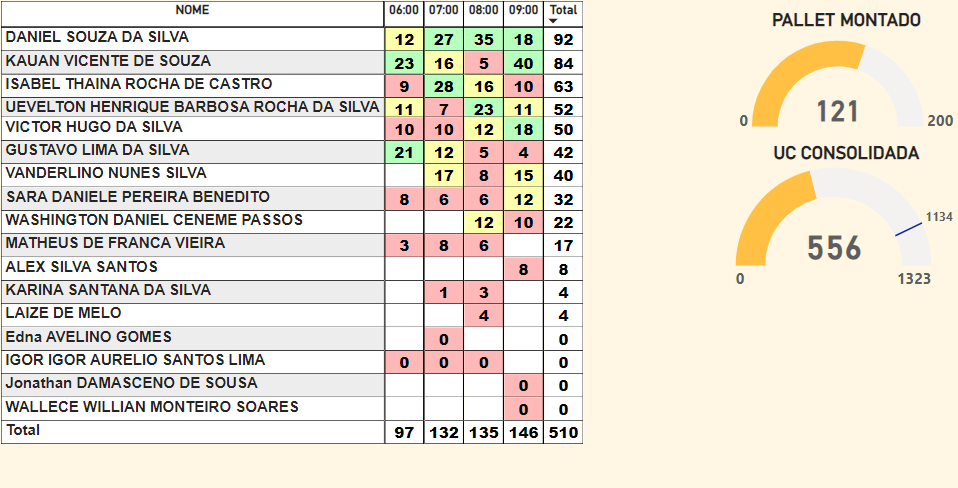 NOME 06:00 07:00 08:00 09:00 Total
DANIEL SOUZA DA SILVA 12 27 35 18 92
KAUAN VICENTE DE SOUZA 23 16 5 40 84
ISABEL THAINA ROCHA DE CASTRO 9 28 16 10 63
UEVELTON HENRIQUE BARBOSA ROCHA DA SILVA 11 7 23 11 52
VICTOR HUGO DA SILVA 10 10 12 18 50
GUSTAVO LIMA DA SILVA 21 12 5 4 42
VANDERLINO NUNES SILVA 17 8 15 40
SARA DANIELE PEREIRA BENEDITO 8 6 6 12 32
WASHINGTON DANIEL CENEME PASSOS 12 10 22
MATHEUS DE FRANCA VIEIRA 3 8 6 17
ALEX SILVA SANTOS 8 8
KARINA SANTANA DA SILVA 1 3 4
LAIZE DE MELO 4 4
Edna AVELINO GOMES 0 0
IGOR IGOR AURELIO SANTOS LIMA 0 0 0 0
Jonathan DAMASCENO DE SOUSA 0 0
WALLECE WILLIAN MONTEIRO SOARES 0 0
Total 97 132 135 146 510
PALLET MONTADO
121
0 200
UC CONSOLIDADA
1134
556
0 1323